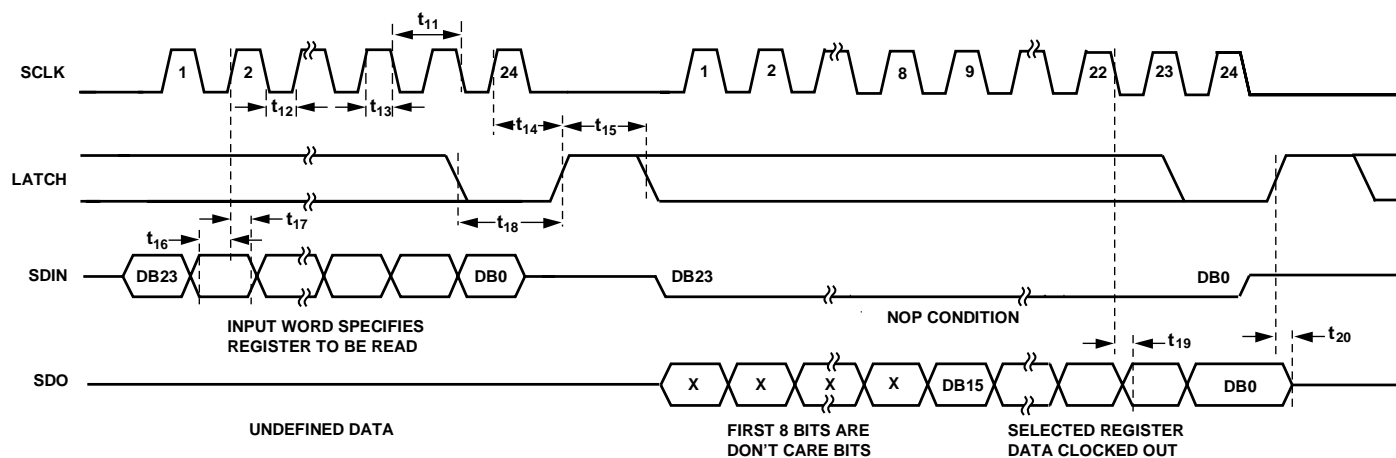 t11
SCLK
1
2
24
1
2
8
9
22
23
24
t12
t13
t14
t15
LATCH
t16
t17
t18
SDIN
DB23
DB0
DB23
DB0
INPUT WORD SPECIFIES
REGISTER TO BE READ
NOP CONDITION
t19
t20
SDO
X
X
X
X
DB15
DB0
UNDEFINED DATA
FIRST 8 BITS ARE
DON'T CARE BITS
SELECTED REGISTER
DATA CLOCKED OUT